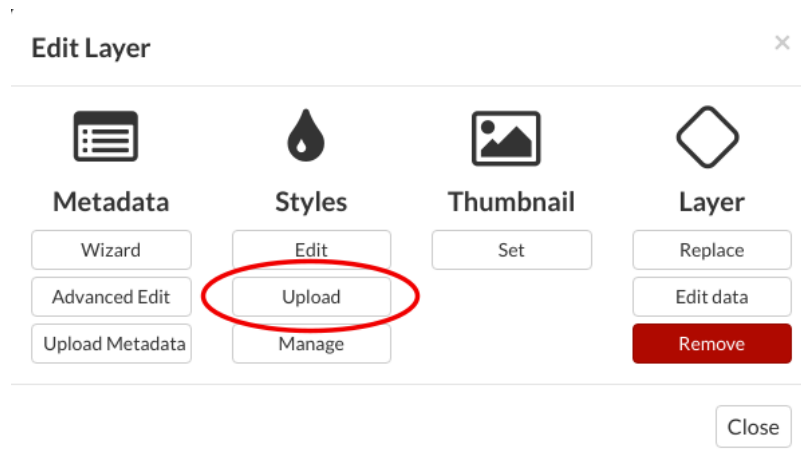 Edit Layer ×
Metadata Styles Thumbnail Layer
Wizard Edit Set Replace
Advanced Edit Upload Edit data
Upload Metadata Manage Remove
Close